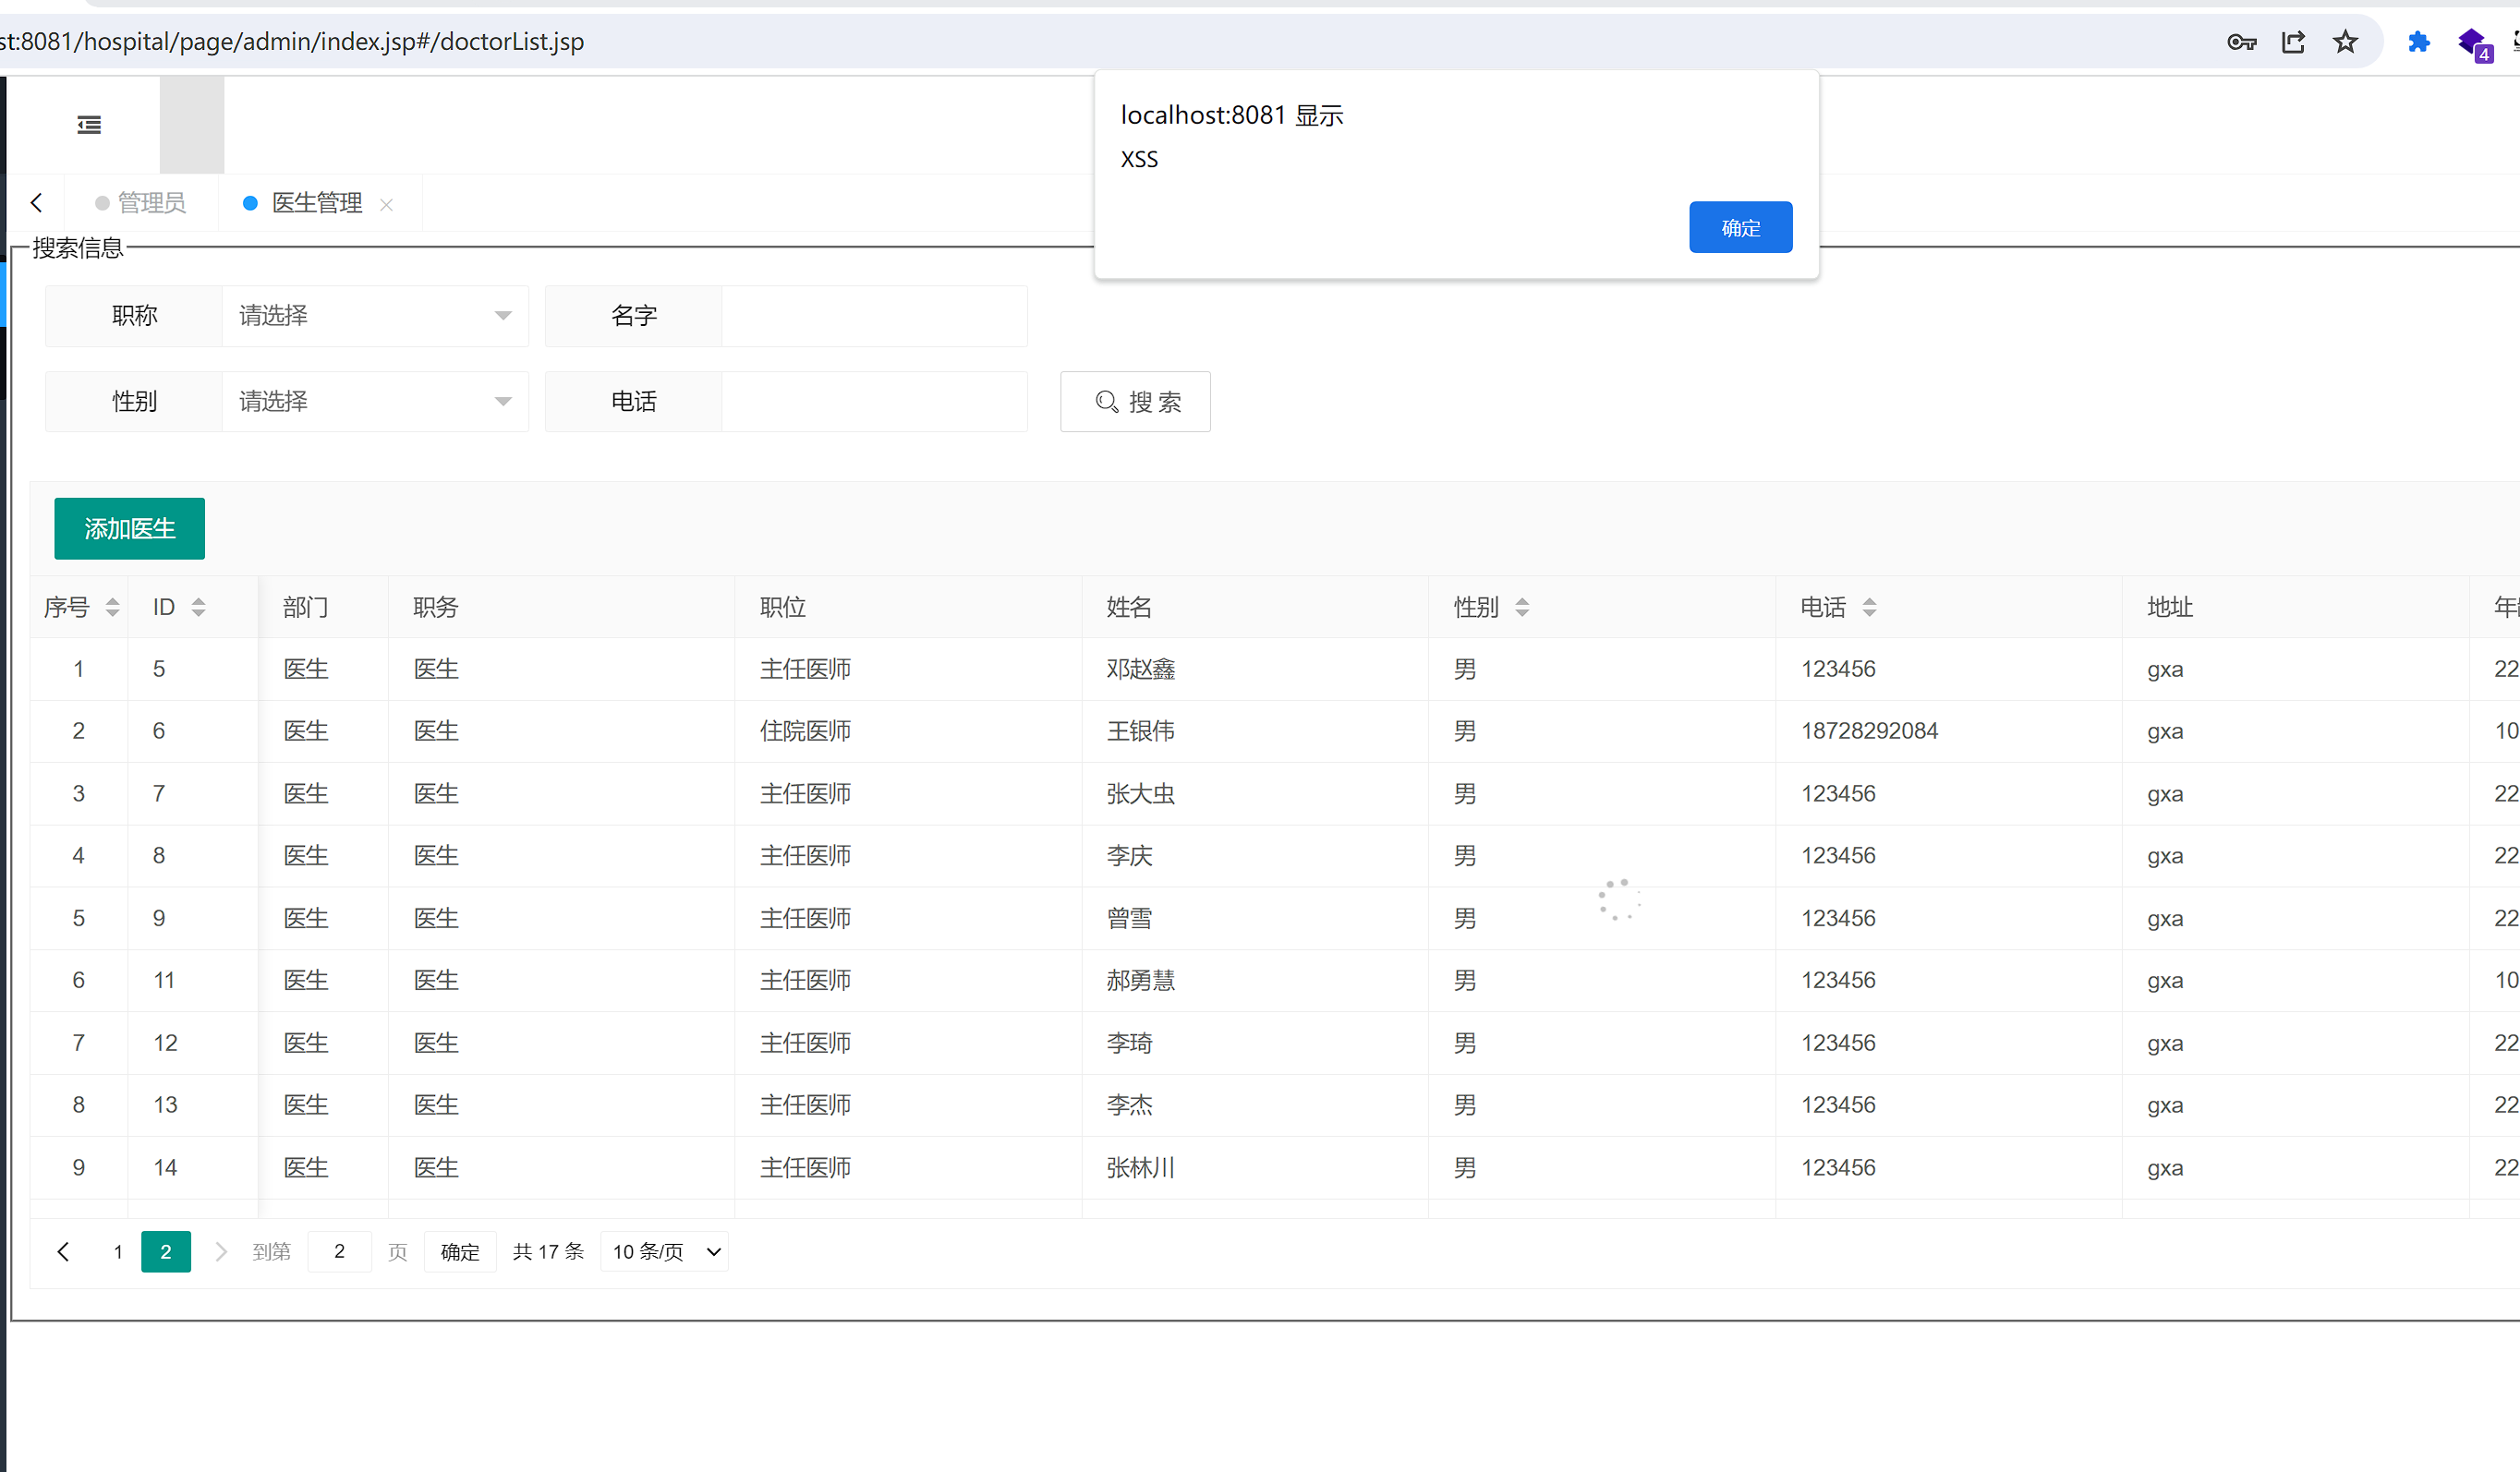 st:8081/hospital/page/admin/index.jsp#/doctorList.jsp
4
localhost:8081 显示
XSS
确定
管理员 医生管理
搜索信息
职称 请选择 名字
性别 请选择 电话 搜 索
添加医生
序号 ID 部门 职务 职位 姓名 性别 电话 地址
1 5 医生 医生 主任医师 邓赵鑫 男 123456 gxa 22
2 6 医生 医生 住院医师 王银伟 男 18728292084 gxa 10
3 7 医生 医生 主任医师 张大虫 男 123456 gxa 22
4 8 医生 医生 主任医师 李庆 男 123456 gxa 22
5 9 医生 医生 主任医师 曾雪 男 123456 gxa 22
6 11 医生 医生 主任医师 郝勇慧 男 123456 gxa 10
7 12 医生 医生 主任医师 李琦 男 123456 gxa 22
8 13 医生 医生 主任医师 李杰 男 123456 gxa 22
9 14 医生 医生 主任医师 张林川 男 123456 gxa 22
1 2 到第 2 页 确定 共 17 条 10 条/页